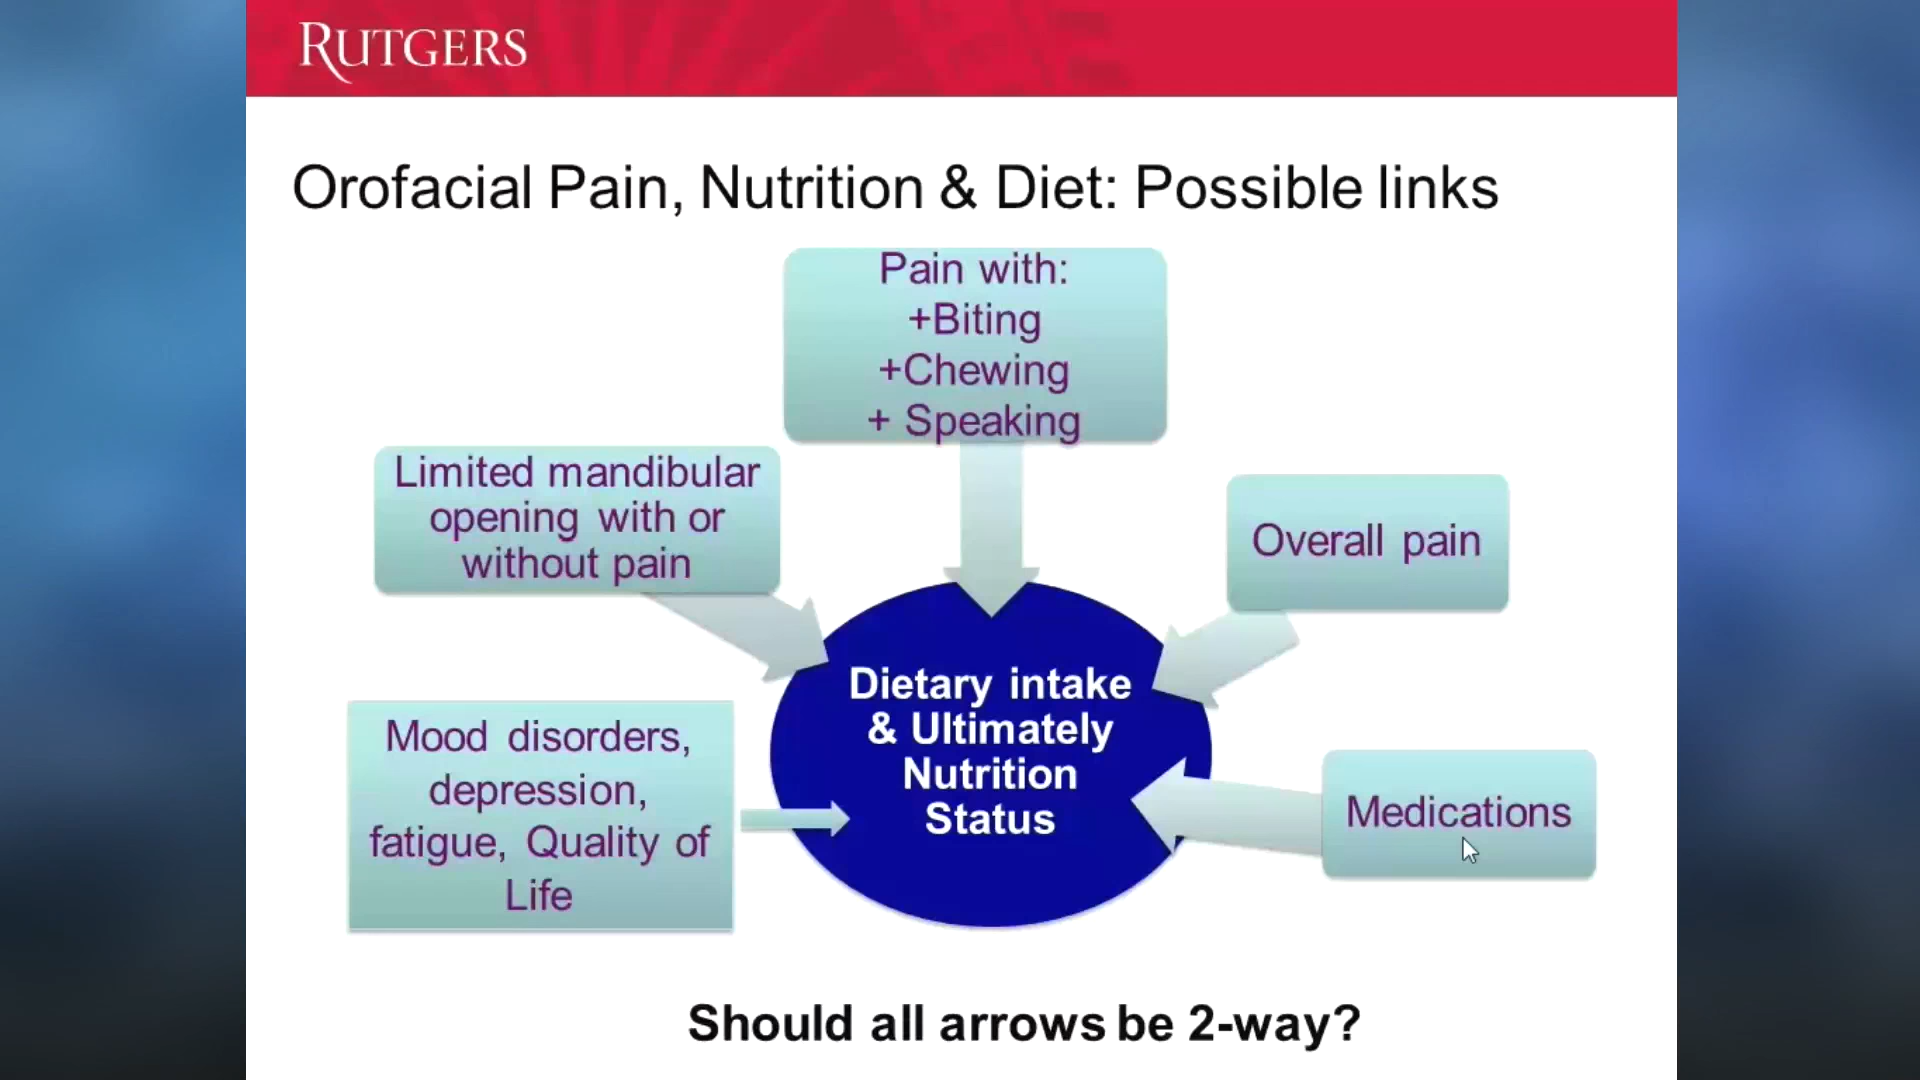 RUTGERS
Orofacial Pain, Nutrition & Diet: Possible links
Pain with:
+Biting
+Chewing
+ Speaking
Limited mandibular
opening with or
without pain
Overall pain
Mood disorders,
depression,
fatigue, Quality of
Life
Dietary intake
& Ultimately
Nutrition
Status
Medications
Should all arrows be 2-way?